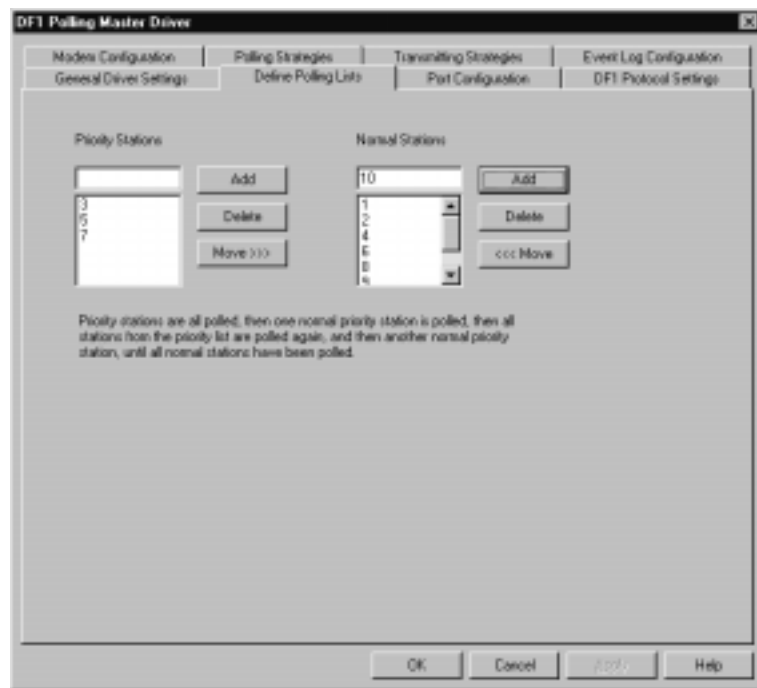 DF1 Polling Master Driver
Modem Configuration
Polling Strategies
Transmitting Strategies
Event Log Configuration
General Driver Settings
Define Polling Lists
Port Configuration
DF1 Protocol Settings
Priority Stations
Normal Stations
Add
10
Add
3
5
7
Delete
Move >>>
1
2
4
6
8
9
Delete
<<< Move
Priority stations are all polled, then one normal priority station is polled, then all
stations from the priority list are polled again, and then another normal priority
station, until all normal stations have been polled.
OK
Cancel
Apply
Help